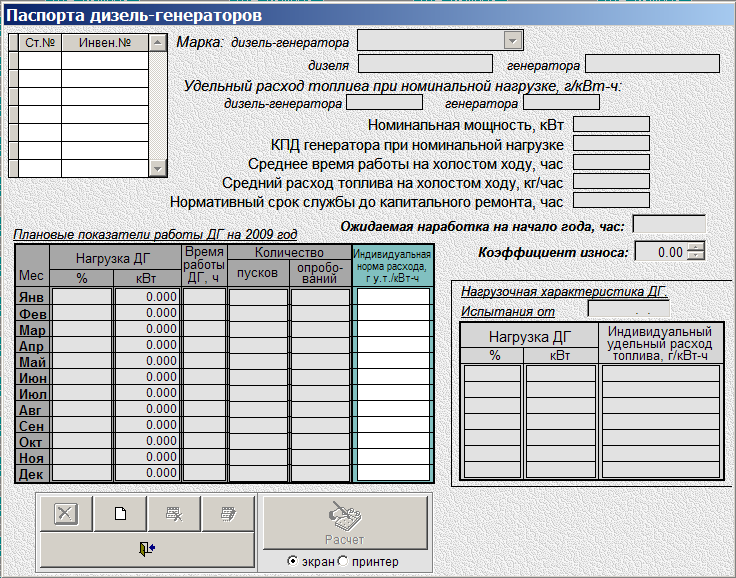 Паспорта дизель-генераторов
Ст.№ Инвен.№
Марка: дизель-генератора
дизеля генератора
Удельный расход топлива при номинальной нагрузке, г/кВт-ч:
дизель-генератора генератора
Номинальная мощность, кВт
КПД генератора при номинальной нагрузке
Среднее время работы на холостом ходу, час
Средний расход топлива на холостом ходу, кг/час
Нормативный срок службы до капитального ремонта, час
Ожидаемая наработка на начало года, час:
Коэффициент износа: 0.00
Плановые показатели работы ДГ на 2009 год
Мес
Нагрузка ДГ
% кВт
Время
работы
ДГ, ч
Количество
пусков
опробо-
ваний
Индивидуальная
норма расхода,
г у.т./кВт-ч
Янв 0.000
Фев 0.000
Мар 0.000
Апр 0.000
Май 0.000
Июн 0.000
Июл 0.000
Авг 0.000
Сен 0.000
Окт 0.000
Ноя 0.000
Дек 0.000
Нагрузочная характеристика ДГ.
Испытания от . .
Нагрузка ДГ
% кВт
Индивидуальный
удельный расход
топлива, г/кВт-ч
Расчет
экран принтер